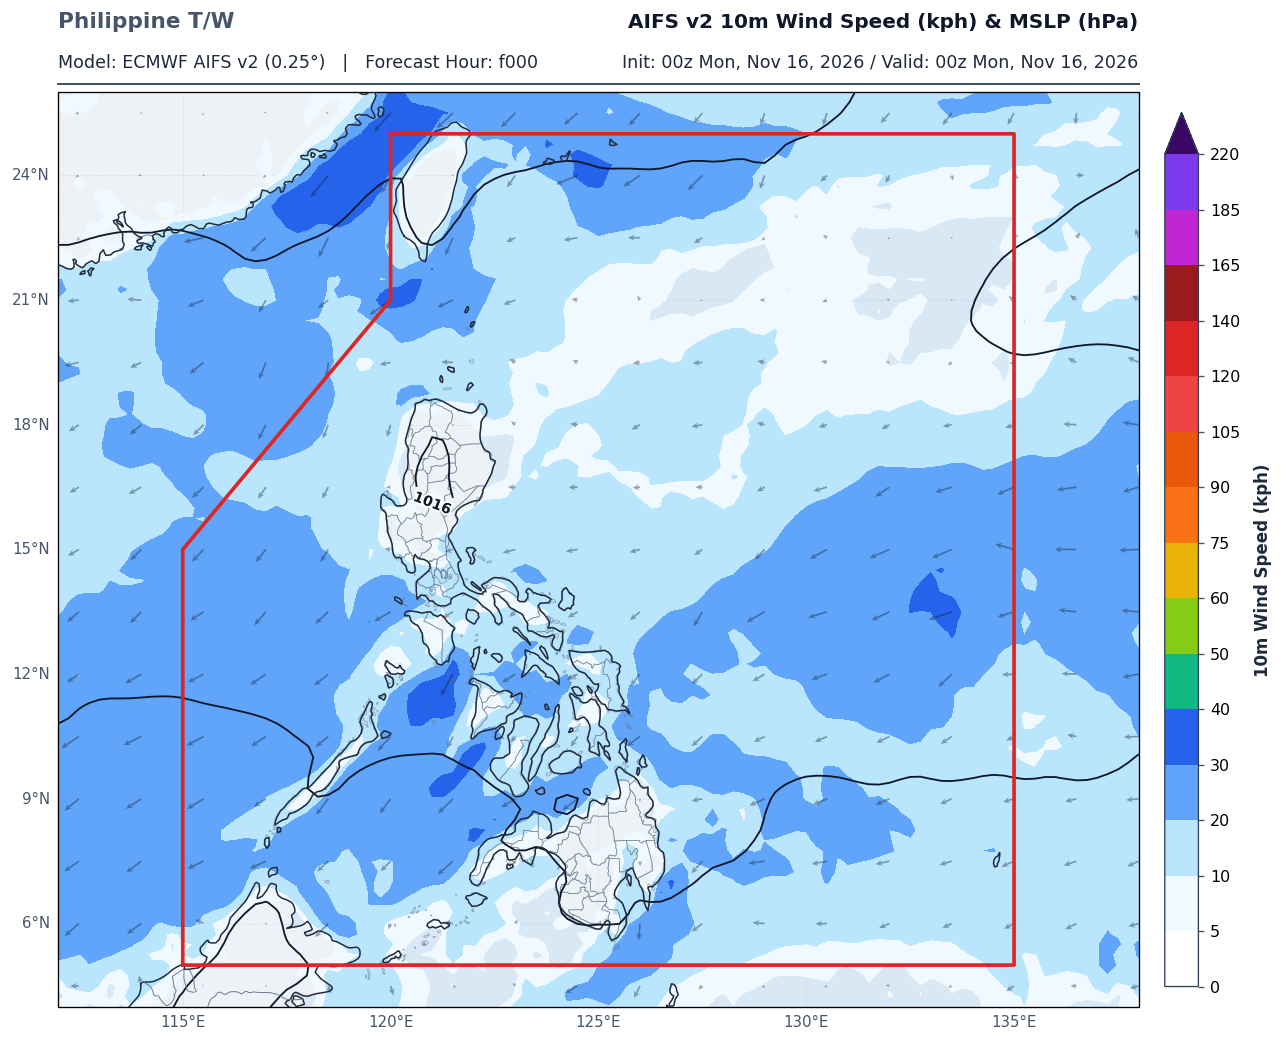 Philippine T/W
AIFS v2 10m Wind Speed (kph) & MSLP (hPa)
Model: ECMWF AIFS v2 (0.25°) | Forecast Hour: f000
Init: 00z Mon, Nov 16, 2026 / Valid: 00z Mon, Nov 16, 2026
24°N
21°N
18°N
15°N
12°N
9°N
6°N
1016
115°E
120°E
125°E
130°E
135°E
220
185
165
140
120
105
90
75
60
50
40
30
20
10
5
0
10m Wind Speed (kph)